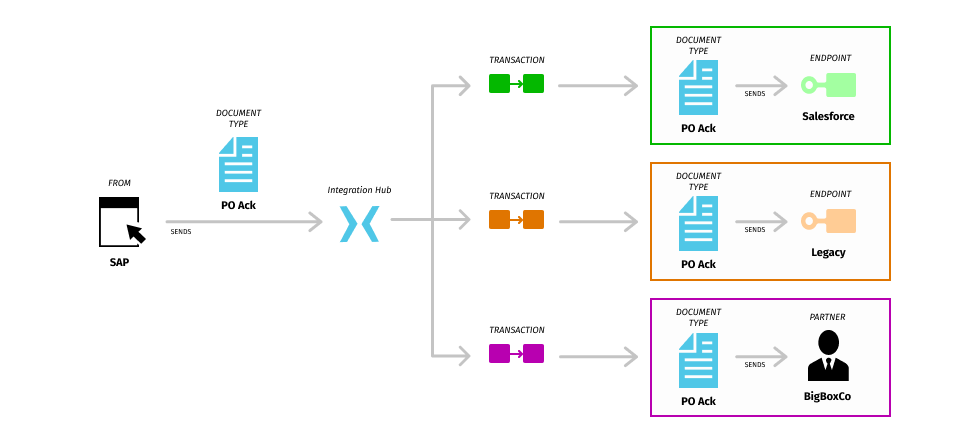 FROM
SAP
DOCUMENT
TYPE
PO Ack
SENDS
Integration Hub
TRANSACTION
DOCUMENT
TYPE
PO Ack
SENDS
ENDPOINT
Salesforce
TRANSACTION
DOCUMENT
TYPE
PO Ack
SENDS
ENDPOINT
Legacy
TRANSACTION
DOCUMENT
TYPE
PO Ack
SENDS
PARTNER
BigBoxCo